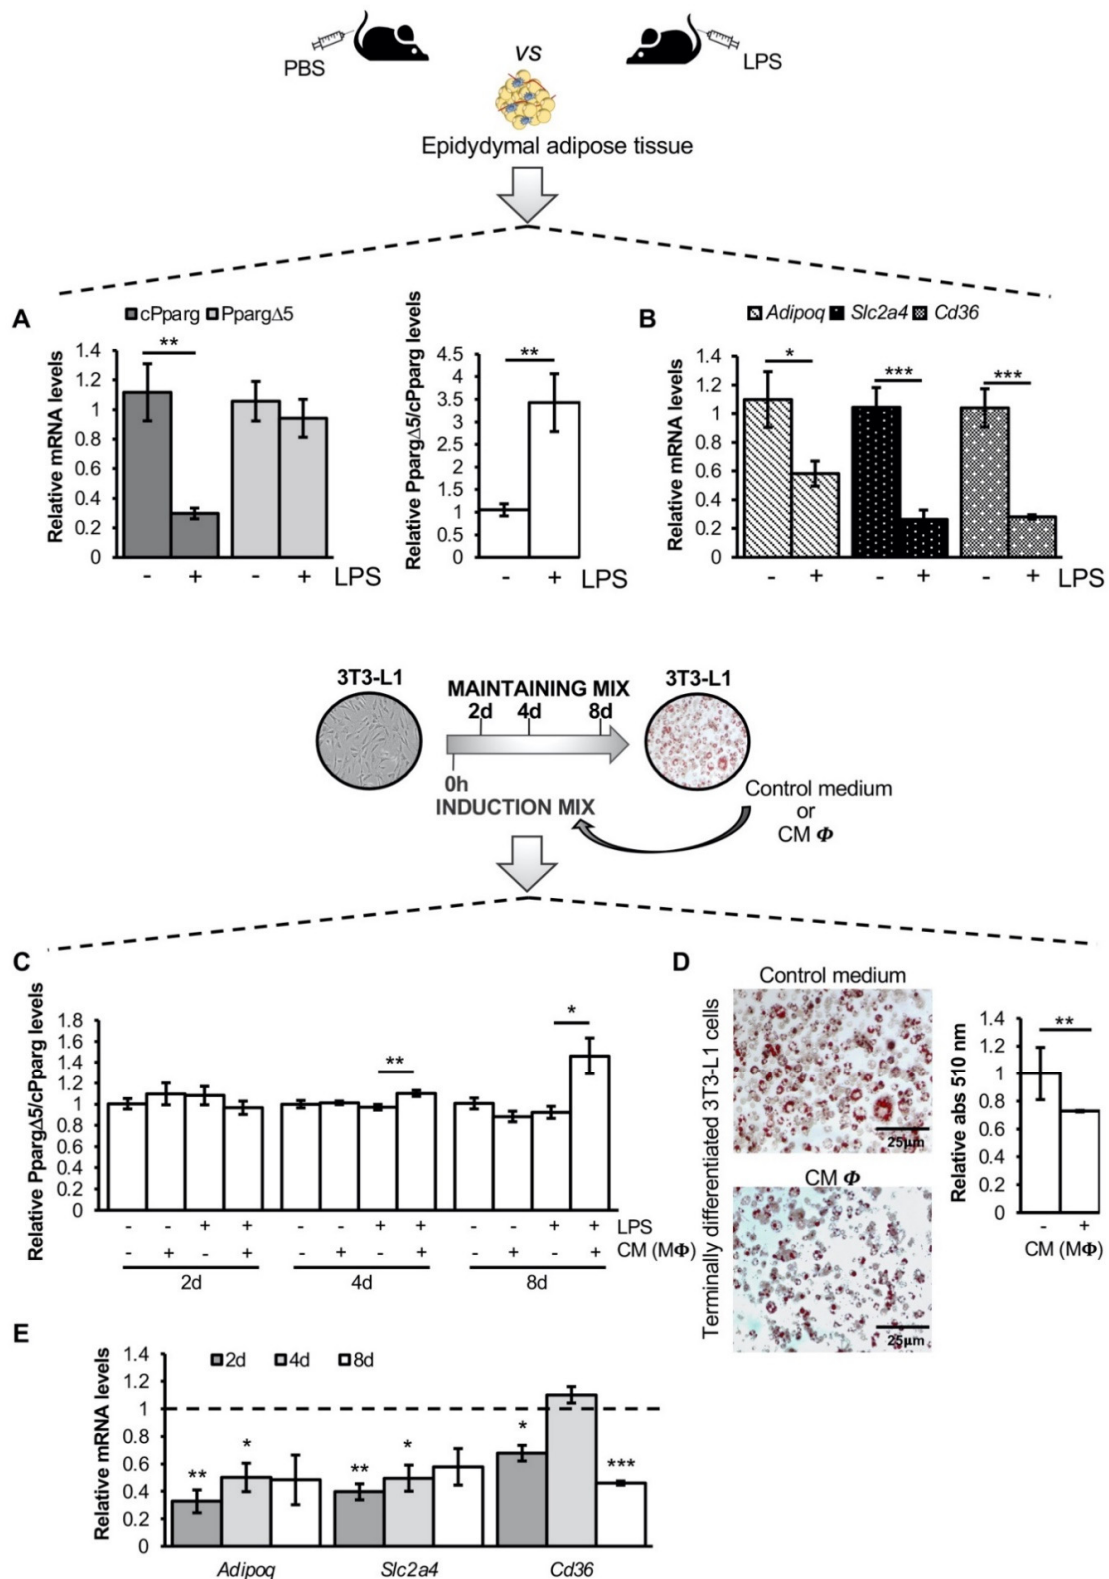 PBS
vs
LPS
Epidydymal adipose tissue
A
cPparg PpargΔ5
Relative mRNA levels
1.4
1.2
1
0.8
0.6
0.4
0.2
0
**
- + - + LPS
Relative PpargΔ5/cPparg levels
4.5
4
3.5
3
2.5
2
1.5
1
0.5
0
**
- + LPS
B
Adipoq Slc2a4 Cd36
Relative mRNA levels
1.4
1.2
1
0.8
0.6
0.4
0.2
0
* *** ***
- + - + - + LPS
3T3-L1
MAINTAINING MIX
2d 4d 8d
0h
INDUCTION MIX
3T3-L1
Control medium
or
CM Φ
C
Relative PpargΔ5/cPparg levels
1.8
1.6
1.4
1.2
1
0.8
0.6
0.4
0.2
0
** *
- - + + - - + + - - + + LPS
- + - + - + - + - + - + CM (MΦ)
2d 4d 8d
D
Terminally differentiated 3T3-L1 cells
Control medium
25µm
CM Φ
25µm
Relative abs 510 nm
1.4
1.2
1
0.8
0.6
0.4
0.2
0
**
- +
CM (MΦ)
E
2d 4d 8d
Relative mRNA levels
1.4
1.2
1
0.8
0.6
0.4
0.2
0
** * ** * * ***
Adipoq Slc2a4 Cd36